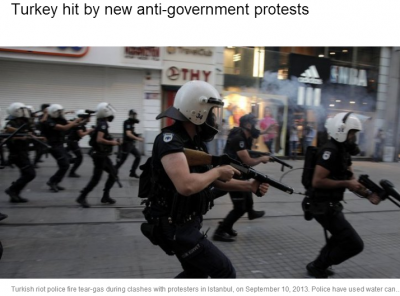 Turkey hit by new anti-government protests
TravelClub
THY
Turkish riot police fire tear-gas during clashes with protesters in Istanbul, on September 10, 2013. Police have used water can...